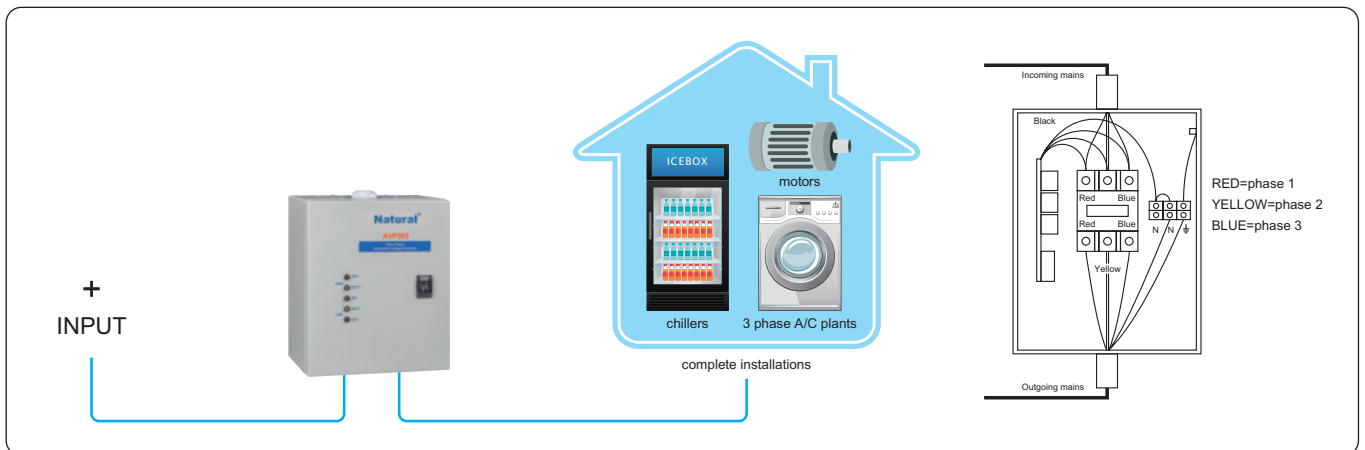 +
INPUT
Natural
AVP303
ICEBOX
motors
chillers
3 phase A/C plants
complete installations
Incoming mains
Black
Red Blue
Red Blue
N N
Yellow
Outgoing mains
RED=phase 1
YELLOW=phase 2
BLUE=phase 3